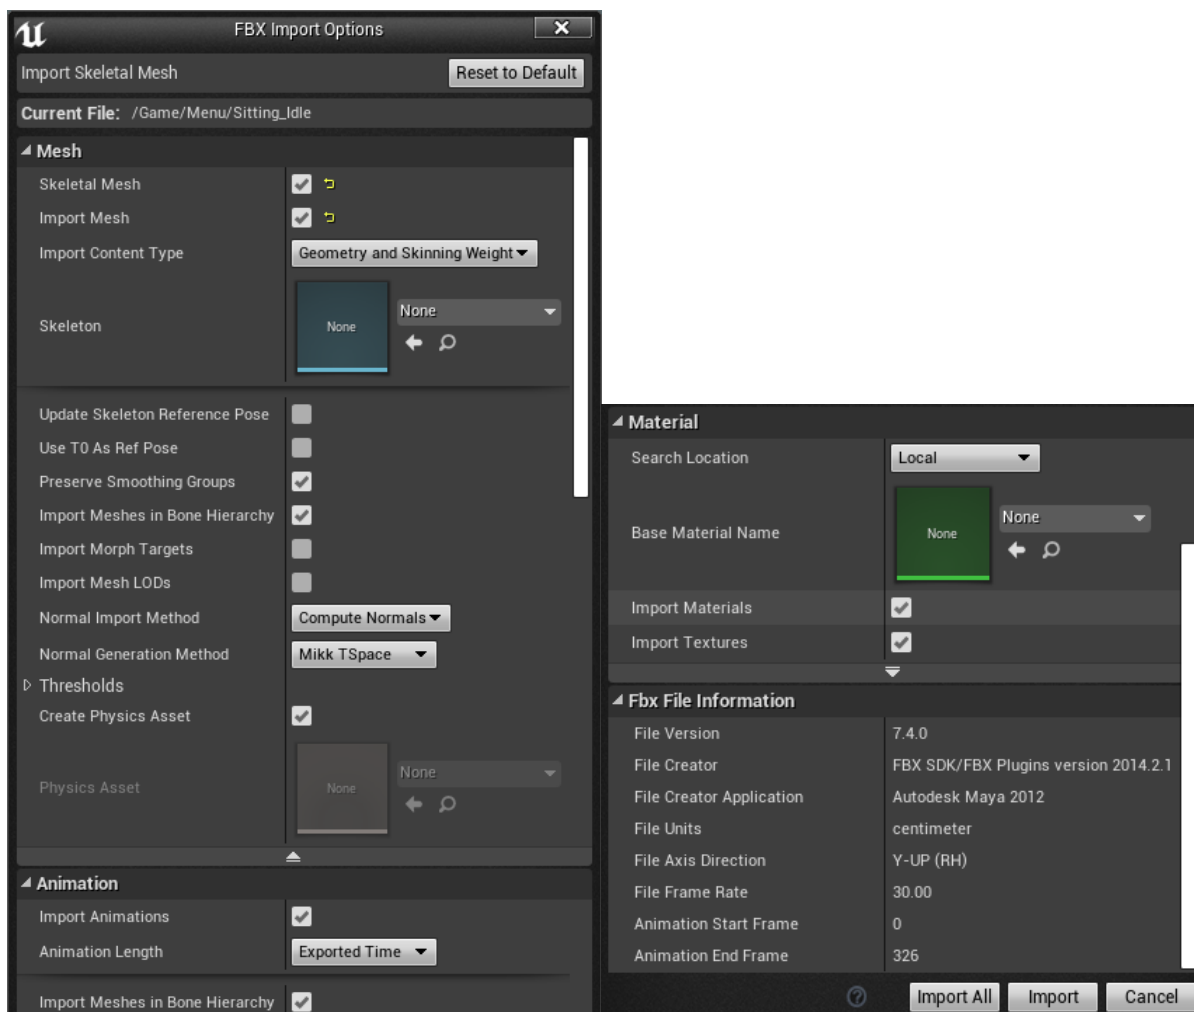 FBX Import Options
Import Skeletal Mesh
Reset to Default
Current File: /Game/Menu/Sitting_Idle
Mesh
Skeletal Mesh
Import Mesh
Import Content Type Geometry and Skinning Weight
Skeleton None None
Update Skeleton Reference Pose
Use T0 As Ref Pose
Preserve Smoothing Groups
Import Meshes in Bone Hierarchy
Import Morph Targets
Import Mesh LODs
Normal Import Method Compute Normals
Normal Generation Method Mikk TSpace
Thresholds
Create Physics Asset
Physics Asset None None
Animation
Import Animations
Animation Length Exported Time
Import Meshes in Bone Hierarchy
Material
Search Location Local
Base Material Name None None
Import Materials
Import Textures
Fbx File Information
File Version 7.4.0
File Creator FBX SDK/FBX Plugins version 2014.2.1
File Creator Application Autodesk Maya 2012
File Units centimeter
File Axis Direction Y-UP (RH)
File Frame Rate 30.00
Animation Start Frame 0
Animation End Frame 326
Import All Import Cancel